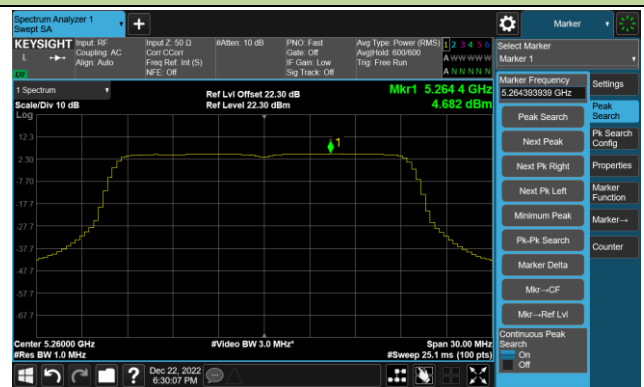 Spectrum Analyzer 1
Swept SA
+
Marker
KEYSIGHT
L
Input: RF
Coupling: AC
Align: Auto
Input Z: 50 Ω
Corr CCorr
Freq Ref: Int (S)
NFE: Off
#Atten: 10 dB
PNO: Fast
Gate: Off
IF Gain: Low
Sig Track: Off
Avg Type: Power (RMS)
Avg|Hold: 600/600
Trig: Free Run
1 2 3 4 5 6
A W W W W W
A N N N N N
Select Marker
Marker 1
LW
1 Spectrum
Scale/Div 10 dB
Log
Ref Lvl Offset 22.30 dB
Ref Level 22.30 dBm
Mkr1 5.264 4 GHz
4.682 dBm
1
12.3
2.30
-7.70
-17.7
-27.7
-37.7
-47.7
-57.7
-67.7
Center 5.26000 GHz
#Res BW 1.0 MHz
#Video BW 3.0 MHz*
Span 30.00 MHz
#Sweep 25.1 ms (100 pts)
Marker Frequency
5.264393939 GHz
Peak Search
Next Peak
Next Pk Right
Next Pk Left
Minimum Peak
Pk-Pk Search
Marker Delta
Mkr→CF
Mkr→Ref Lvl
Continuous Peak
Search
On
Off
Settings
Peak
Search
Pk Search
Config
Properties
Marker
Function
Marker→
Counter
?
Dec 22, 2022
6:30:07 PM